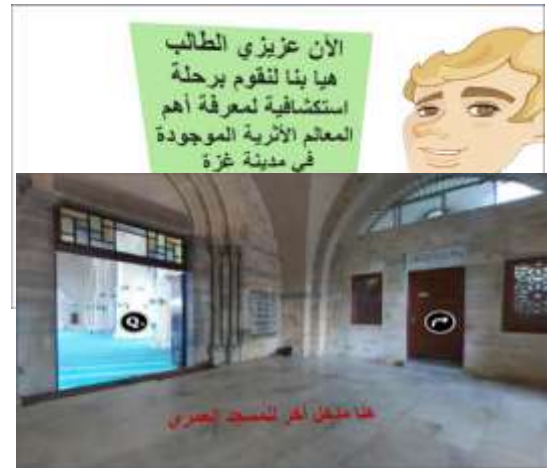 الآن عزيزي الطالب
هيا بنا لنقوم برحلة
استكشافية لمعرفة أهم
المعالم الأثرية الموجودة
في مدينة غزة
Q
هنا مدخل آخر للمسجد العمري